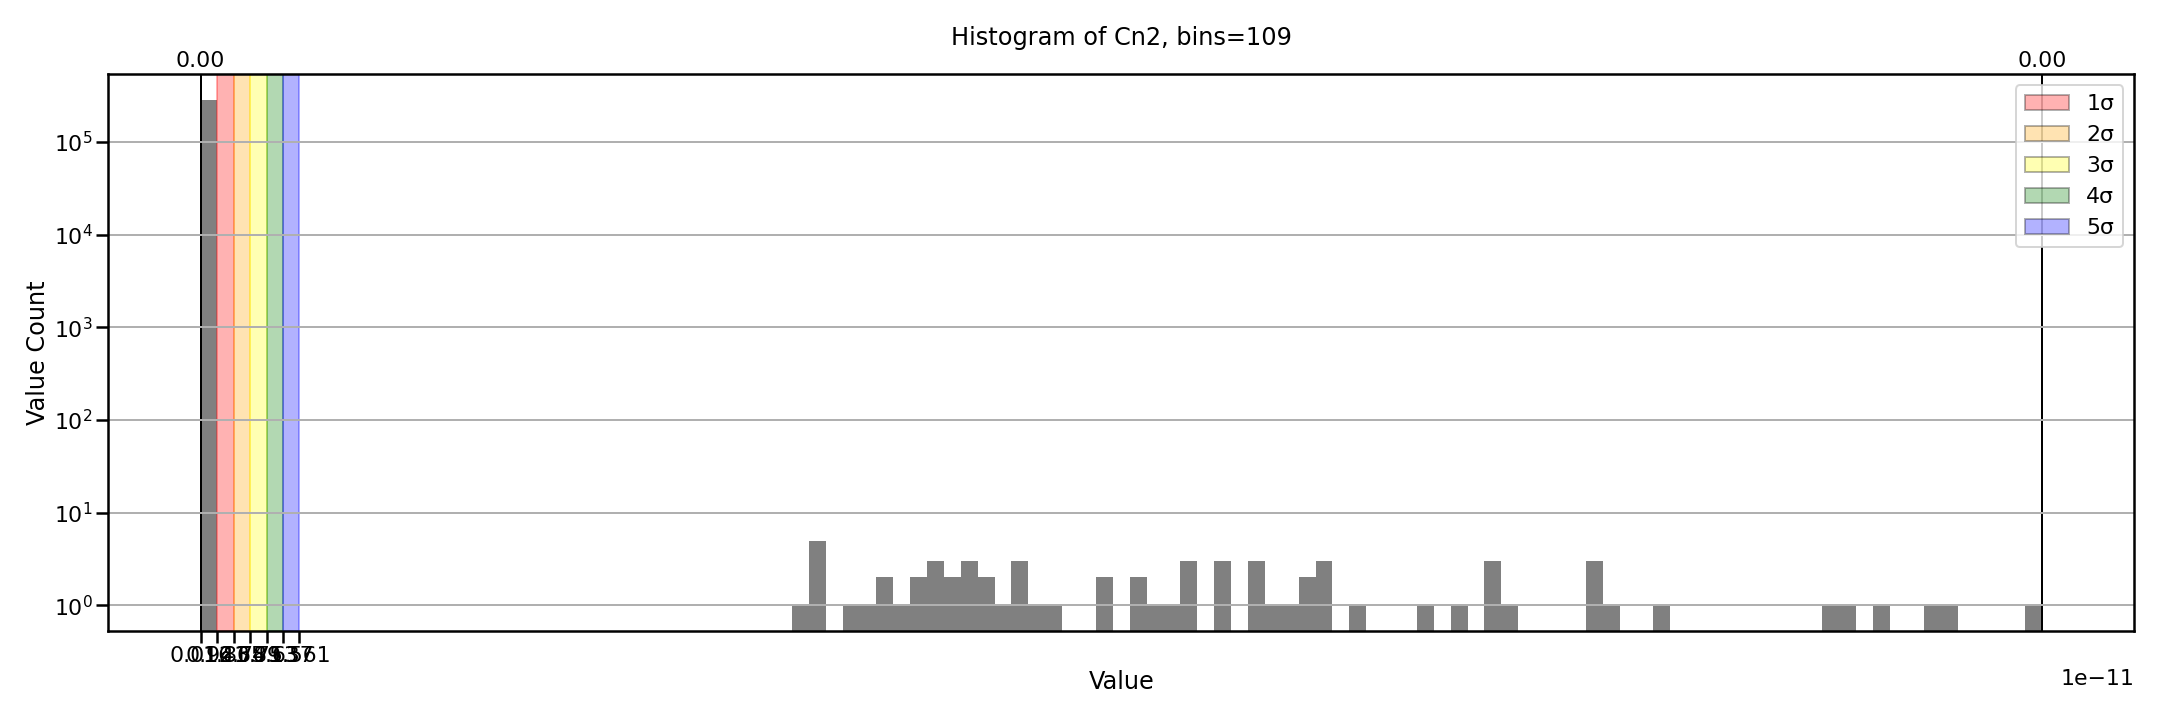 Histogram of Cn2, bins=109
0.00 0.00
1σ
2σ
3σ
4σ
5σ
10⁵
10⁴
10³
10²
10¹
10⁰
Value Count
Value
1e−11